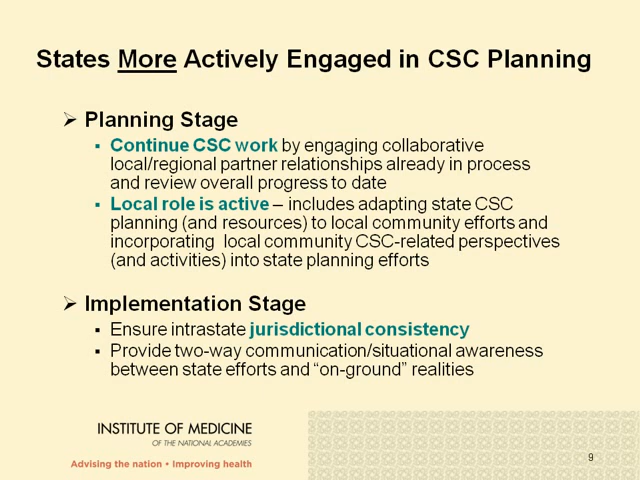 States More Actively Engaged in CSC Planning
➢ Planning Stage
▪ Continue CSC work by engaging collaborative
local/regional partner relationships already in process
and review overall progress to date
▪ Local role is active – includes adapting state CSC
planning (and resources) to local community efforts and
incorporating local community CSC-related perspectives
(and activities) into state planning efforts
➢ Implementation Stage
▪ Ensure intrastate jurisdictional consistency
▪ Provide two-way communication/situational awareness
between state efforts and “on-ground” realities
INSTITUTE OF MEDICINE
OF THE NATIONAL ACADEMIES
Advising the nation • Improving health
9